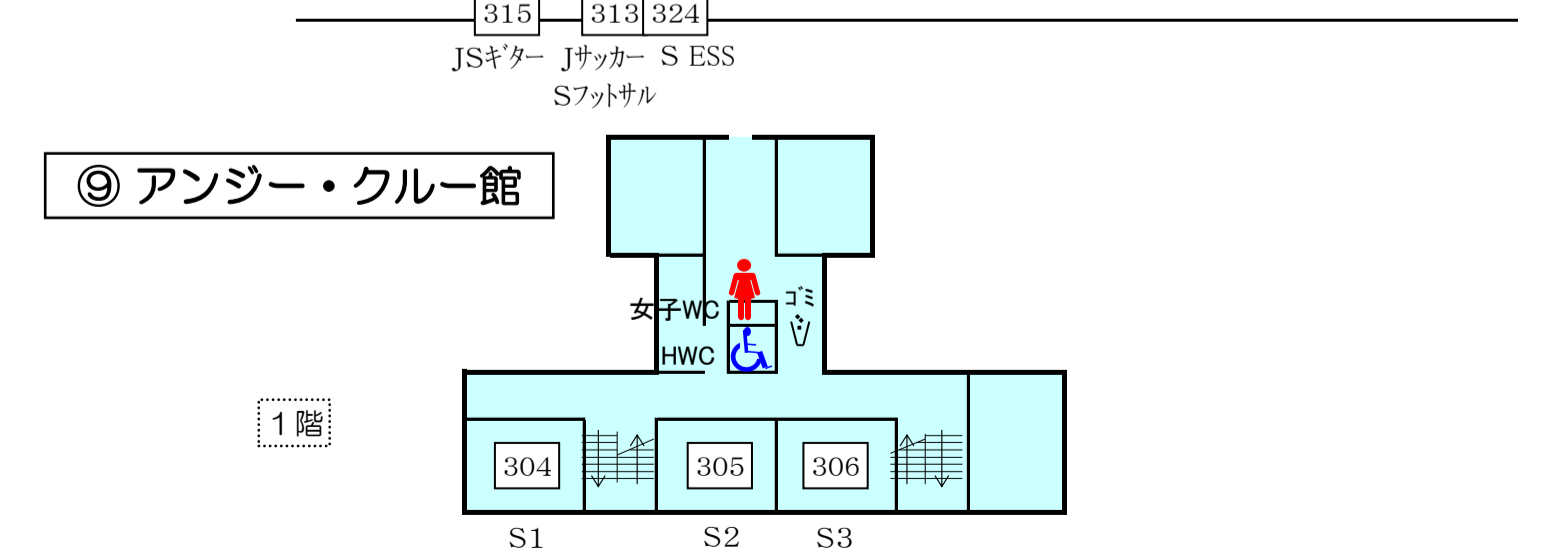 315 313 324
JSギター Jサッカー S ESS
Sフットサル
⑨ アンジー・クルー館
ゴミ
女子WC
HWC
1階
304 305 306
S1 S2 S3